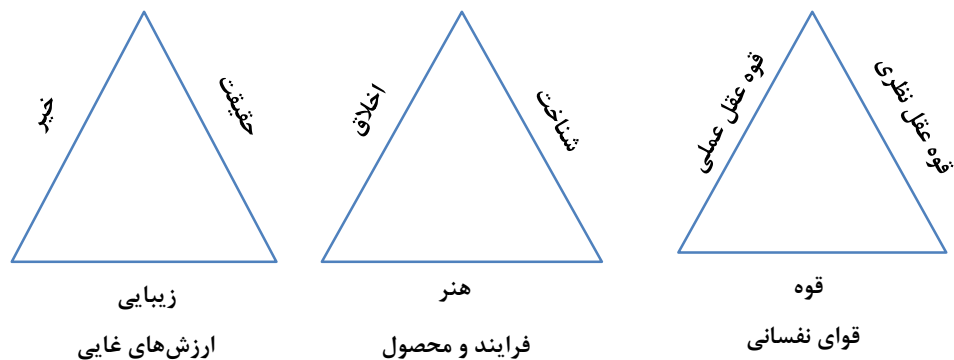 قوه عقل نظری
قوه عقل عملی
قوه
قوای نفسانی
شناخت
اخلاق
هنر
فرایند و محصول
حقیقت
خیر
زیبایی
ارزش‌های غایی